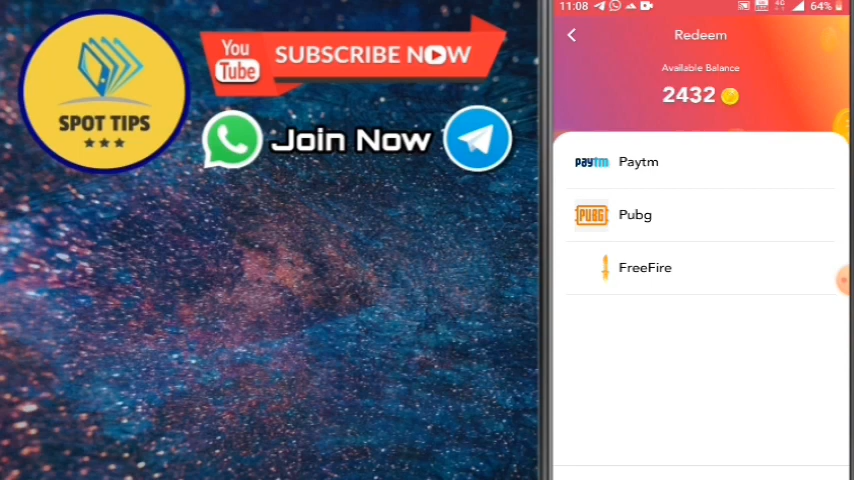 SPOT TIPS
You
Tube
SUBSCRIBE NOW
Join Now
11:08
64%
Redeem
Available Balance
2432
paytm Paytm
PUBG Pubg
FreeFire